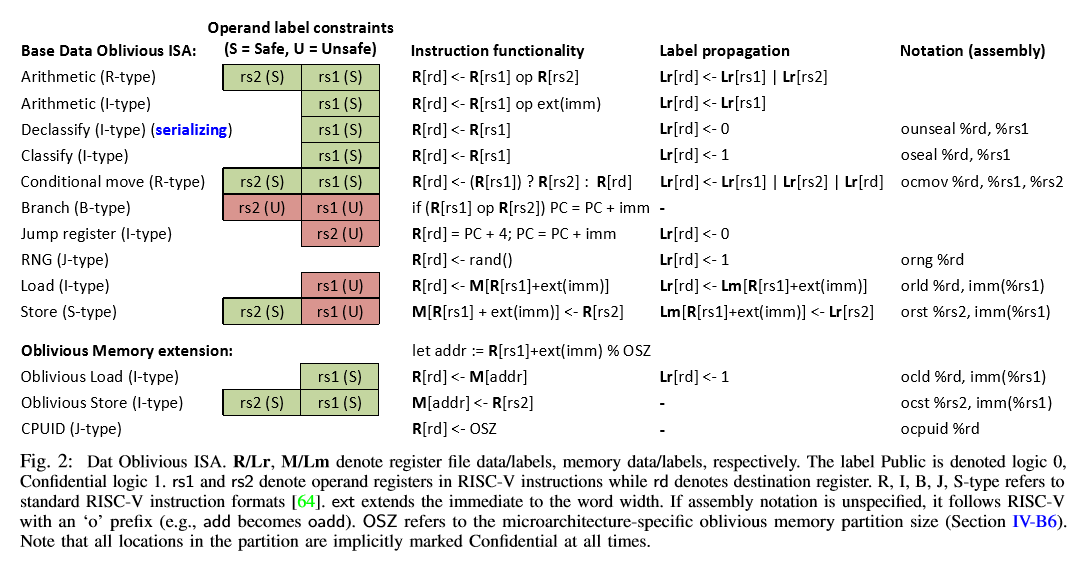 Operand label constraints
Base Data Oblivious ISA: (S = Safe, U = Unsafe) Instruction functionality Label propagation Notation (assembly)
Arithmetic (R-type) rs2 (S) rs1 (S) R[rd] <- R[rs1] op R[rs2] Lr[rd] <- Lr[rs1] | Lr[rs2]
Arithmetic (I-type) rs1 (S) R[rd] <- R[rs1] op ext(imm) Lr[rd] <- Lr[rs1]
Declassify (I-type) (serializing) rs1 (S) R[rd] <- R[rs1] Lr[rd] <- 0 ounseal %rd, %rs1
Classify (I-type) rs1 (S) R[rd] <- R[rs1] Lr[rd] <- 1 oseal %rd, %rs1
Conditional move (R-type) rs2 (S) rs1 (S) R[rd] <- (R[rs1]) ? R[rs2] : R[rd] Lr[rd] <- Lr[rs1] | Lr[rs2] | Lr[rd] ocmov %rd, %rs1, %rs2
Branch (B-type) rs2 (U) rs1 (U) if (R[rs1] op R[rs2]) PC = PC + imm -
Jump register (I-type) rs2 (U) R[rd] = PC + 4; PC = PC + imm Lr[rd] <- 0
RNG (J-type) R[rd] <- rand() Lr[rd] <- 1 orng %rd
Load (I-type) rs1 (U) R[rd] <- M[R[rs1]+ext(imm)] Lr[rd] <- Lm[R[rs1]+ext(imm)] orld %rd, imm(%rs1)
Store (S-type) rs2 (S) rs1 (U) M[R[rs1] + ext(imm)] <- R[rs2] Lm[R[rs1]+ext(imm)] <- Lr[rs2] orst %rs2, imm(%rs1)
Oblivious Memory extension: let addr := R[rs1]+ext(imm) % OSZ
Oblivious Load (I-type) rs1 (S) R[rd] <- M[addr] Lr[rd] <- 1 ocld %rd, imm(%rs1)
Oblivious Store (I-type) rs2 (S) rs1 (S) M[addr] <- R[rs2] - ocst %rs2, imm(%rs1)
CPUID (J-type) R[rd] <- OSZ - ocpuid %rd
Fig. 2: Dat Oblivious ISA. R/Lr, M/Lm denote register file data/labels, memory data/labels, respectively. The label Public is denoted logic 0,
Confidential logic 1. rs1 and rs2 denote operand registers in RISC-V instructions while rd denotes destination register. R, I, B, J, S-type refers to
standard RISC-V instruction formats [64]. ext extends the immediate to the word width. If assembly notation is unspecified, it follows RISC-V
with an ‘o’ prefix (e.g., add becomes oadd). OSZ refers to the microarchitecture-specific oblivious memory partition size (Section IV-B6).
Note that all locations in the partition are implicitly marked Confidential at all times.